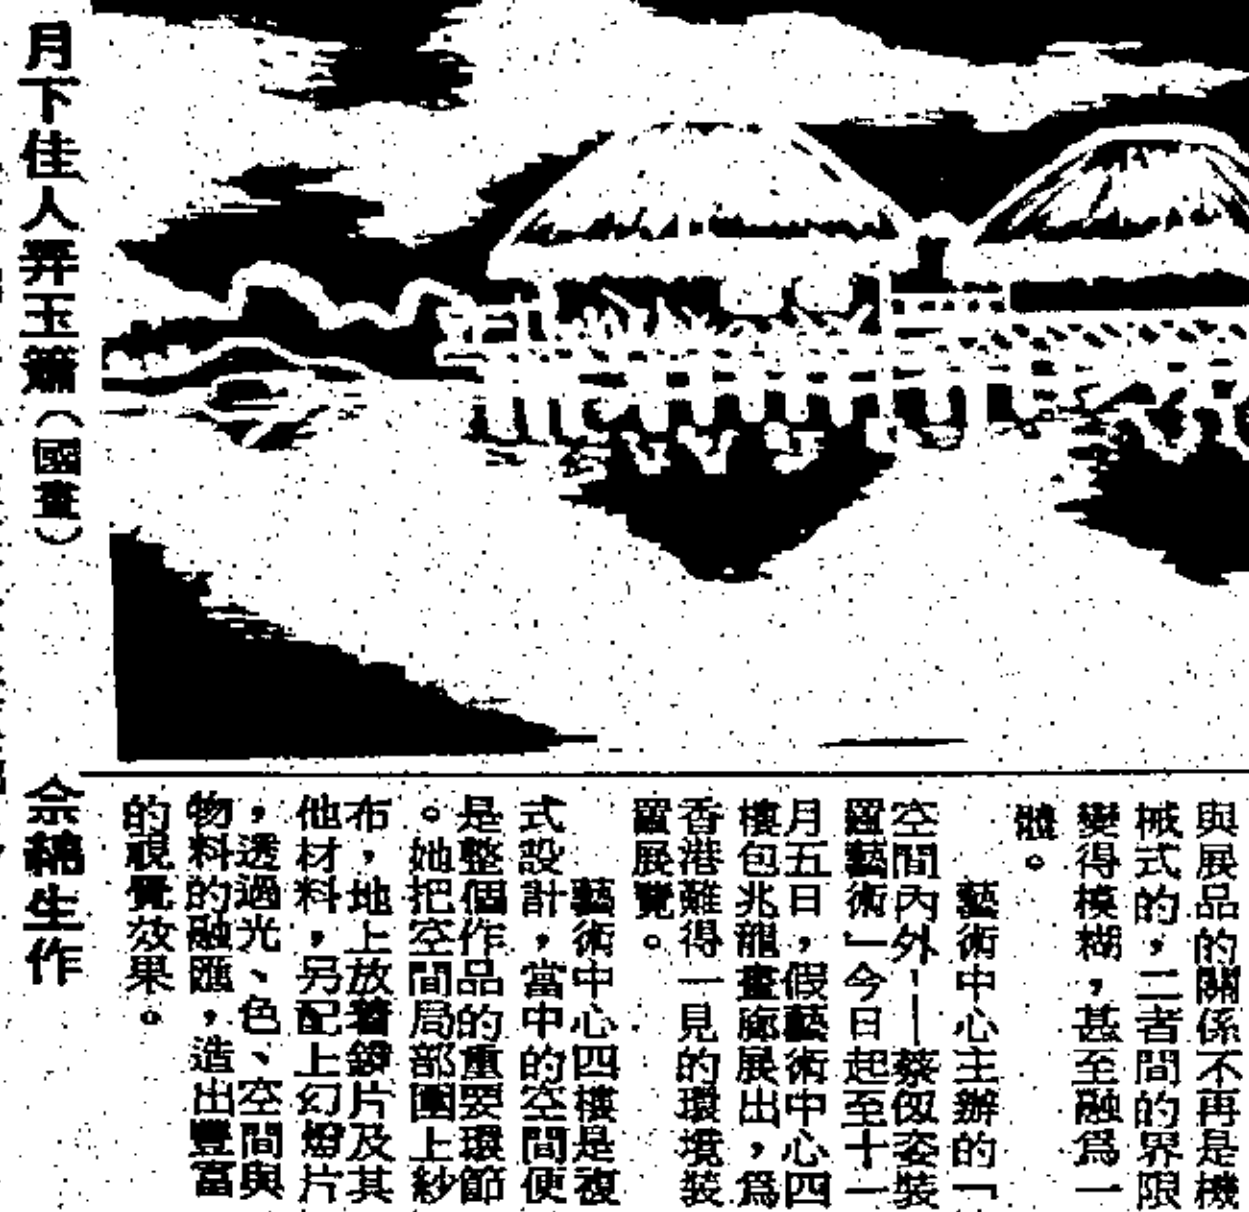 與展品的關係不再是機
械式的，二者間的界限
變得模糊，甚至融爲一
體。
藝術中心主辦的「
空間內外——蔡仞姿裝
置藝術」今日起至十一
月五日，假藝術中心四
樓包兆龍畫廊展出，爲
香港難得一見的環境裝
置展覽。
藝術中心四樓是複
式設計，當中的空間便
是整個作品的重要環節
。她把空間局部圍上紗
布，地上放着鏡片及其
他材料，另配上幻燈片
，透過光、色、空間與
物料的融匯，造出豐富
的視覺效果。
月下佳人弄玉簫（國畫）
生作